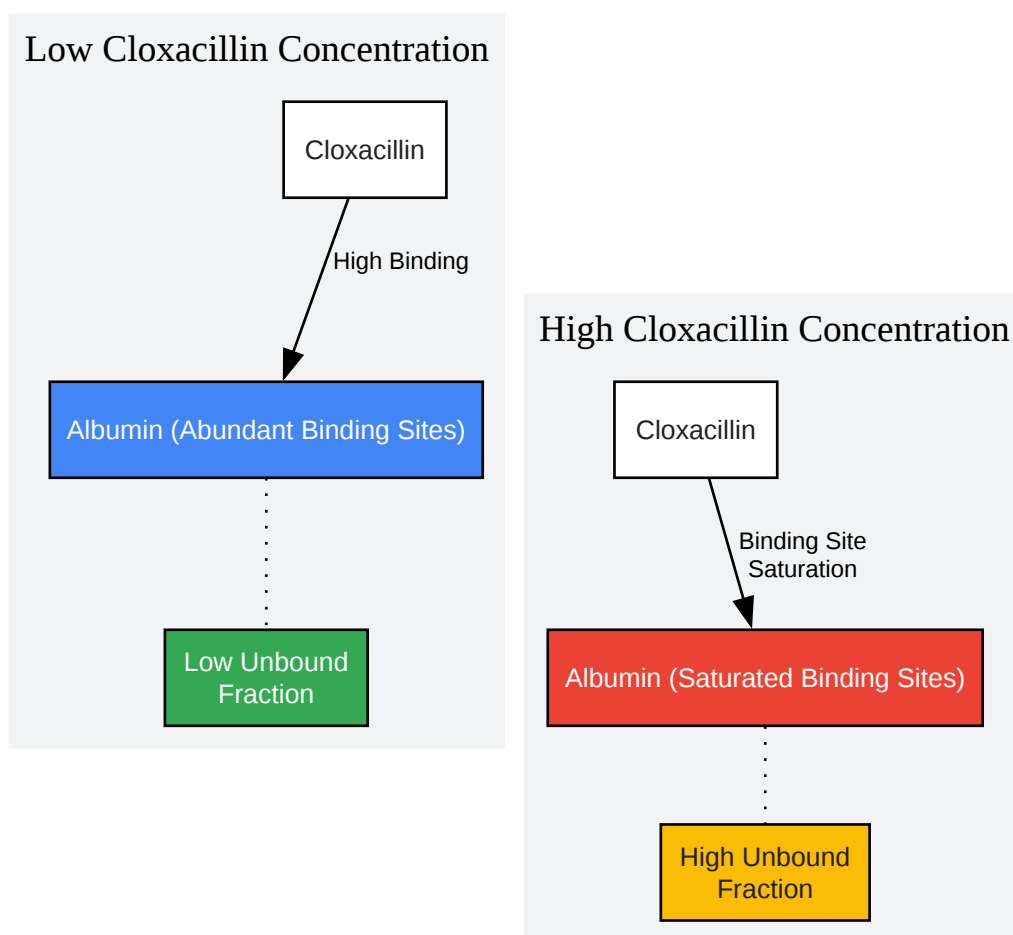 Low Cloxacillin Concentration
Cloxacillin
High Binding
Albumin (Abundant Binding Sites)
Low Unbound
Fraction
High Cloxacillin Concentration
Cloxacillin
Binding Site
Saturation
Albumin (Saturated Binding Sites)
High Unbound
Fraction